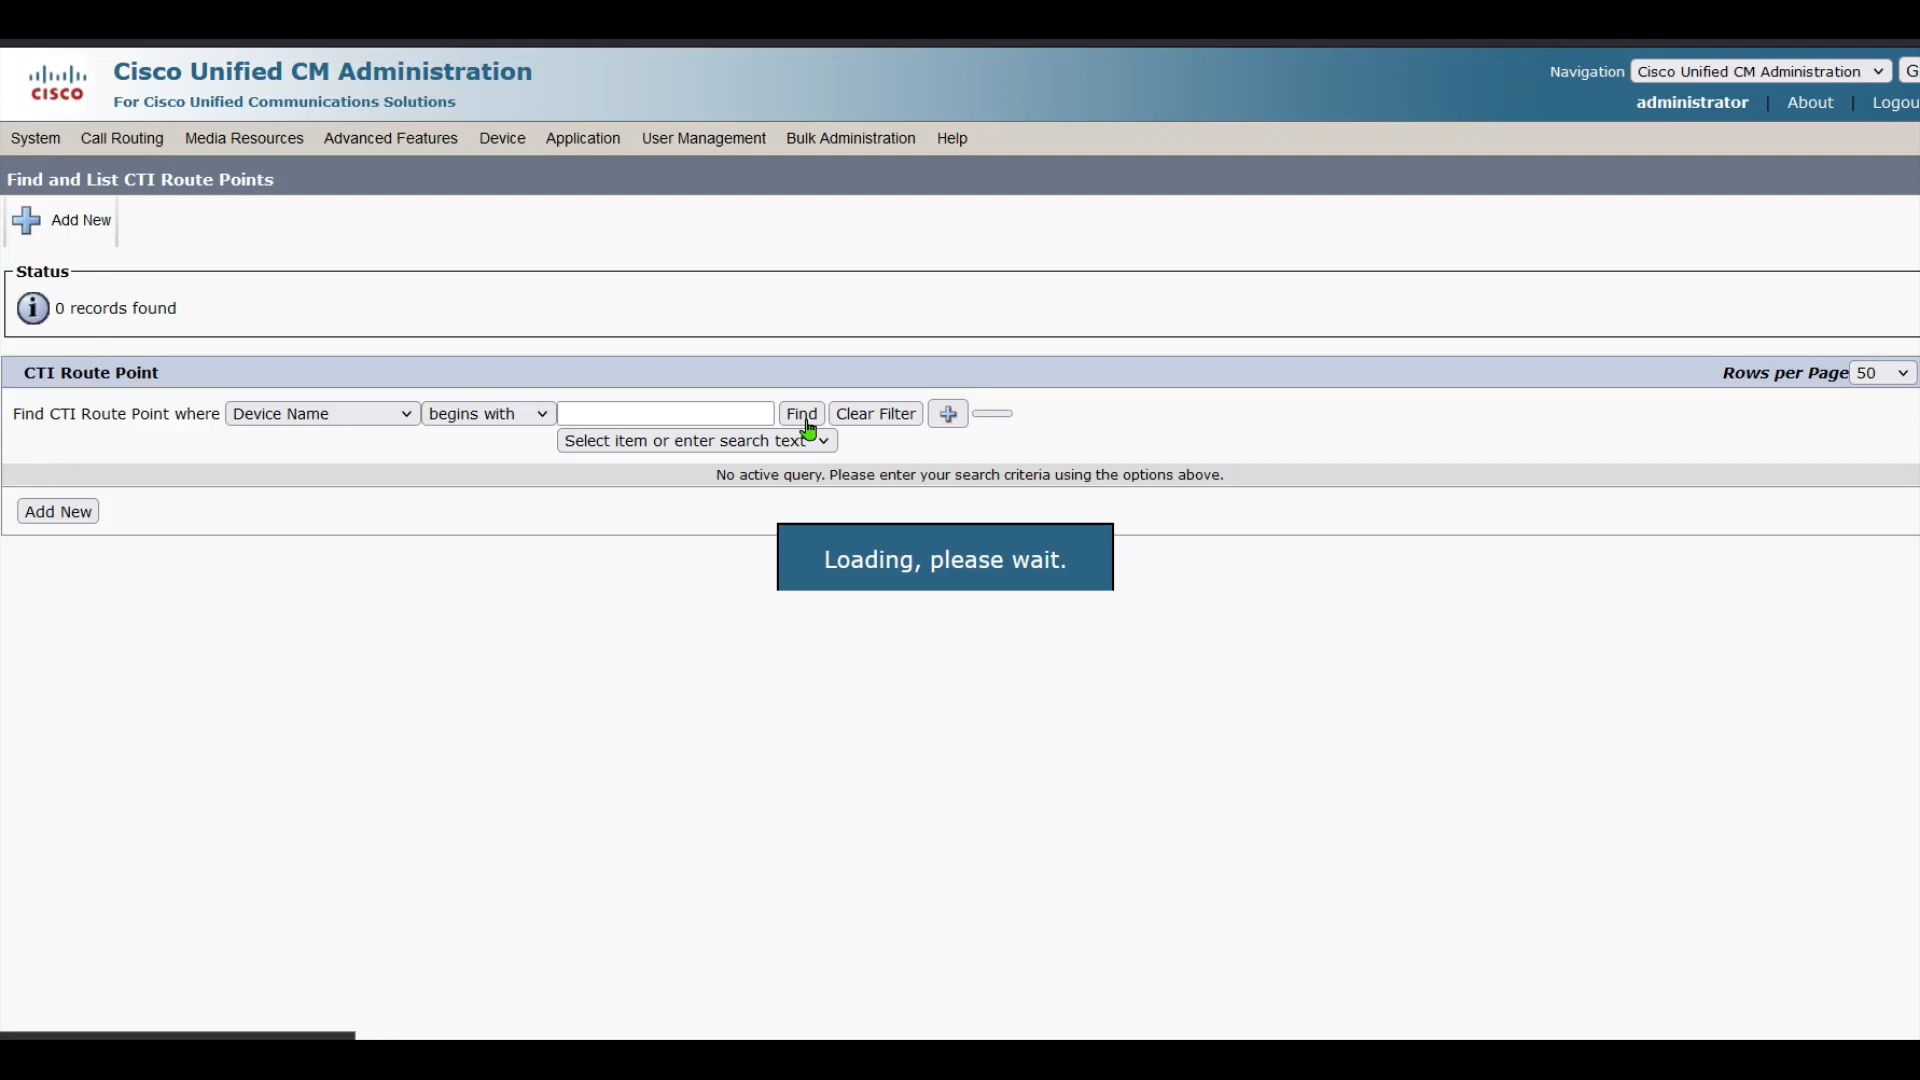 Cisco Unified CM Administration
For Cisco Unified Communications Solutions
CISCO
Navigation Cisco Unified CM Administration G
administrator | About | Logou
System Call Routing Media Resources Advanced Features Device Application User Management Bulk Administration Help
Find and List CTI Route Points
Add New
Status
0 records found
CTI Route Point Rows per Page 50
Find CTI Route Point where Device Name begins with Find Clear Filter
Select item or enter search text
No active query. Please enter your search criteria using the options above.
Add New
Loading, please wait.